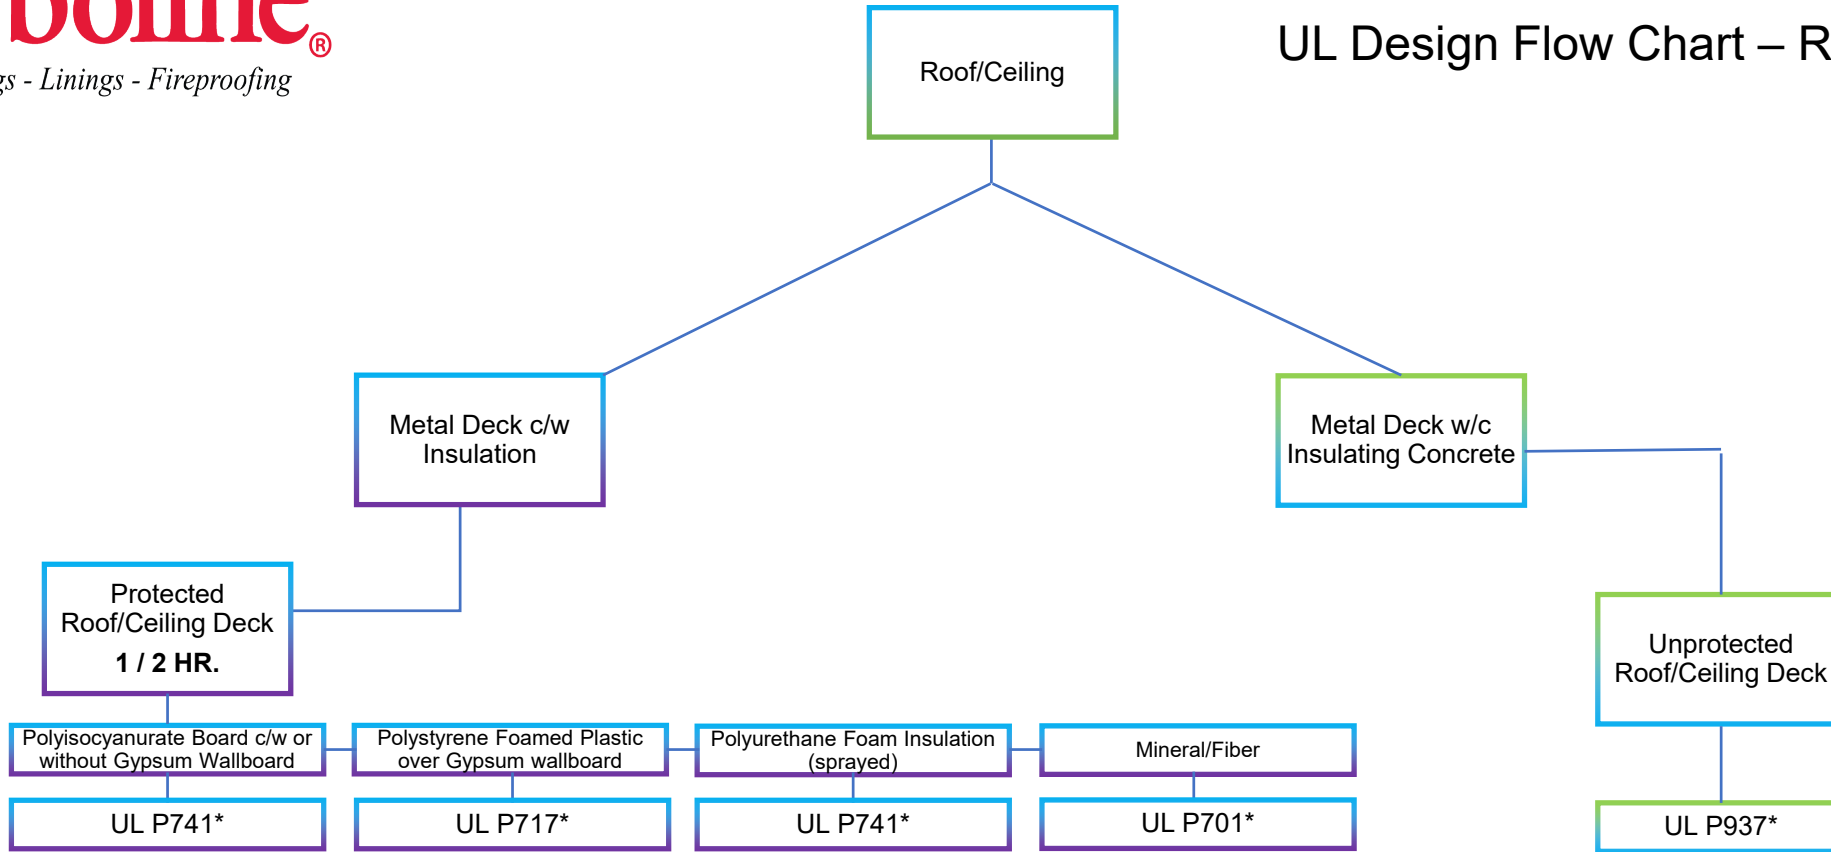 bolline®
gs - Linings - Fireproofing
UL Design Flow Chart – R
Roof/Ceiling
Metal Deck c/w
Insulation
Metal Deck w/c
Insulating Concrete
Protected
Roof/Ceiling Deck
1 / 2 HR.
Unprotected
Roof/Ceiling Deck
Polyisocyanurate Board c/w or
without Gypsum Wallboard
Polystyrene Foamed Plastic
over Gypsum wallboard
Polyurethane Foam Insulation
(sprayed)
Mineral/Fiber
UL P741*
UL P717*
UL P741*
UL P701*
UL P937*